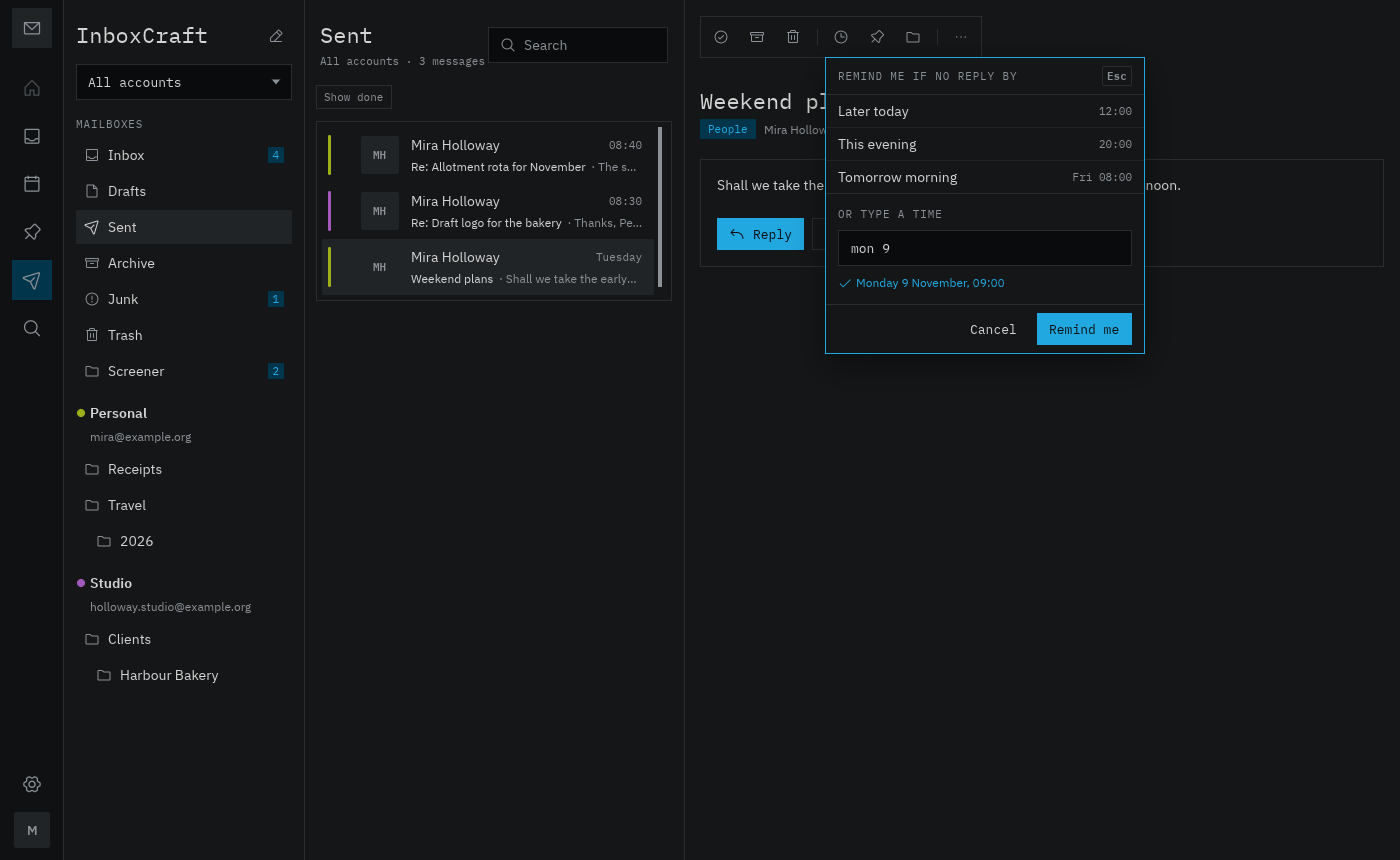 InboxCraft
All accounts
MAILBOXES
Inbox 4
Drafts
Sent
Archive
Junk 1
Trash
Screener 2
Personal
mira@example.org
Receipts
Travel
2026
Studio
holloway.studio@example.org
Clients
Harbour Bakery
M
Sent
All accounts · 3 messages
Search
Show done
MH Mira Holloway 08:40
Re: Allotment rota for November · The s…
MH Mira Holloway 08:30
Re: Draft logo for the bakery · Thanks, Pe…
MH Mira Holloway Tuesday
Weekend plans · Shall we take the early…
Weekend pl
People Mira Hollow
Shall we take the noon.
Reply
REMIND ME IF NO REPLY BY Esc
Later today 12:00
This evening 20:00
Tomorrow morning Fri 08:00
OR TYPE A TIME
mon 9
Monday 9 November, 09:00
Cancel Remind me